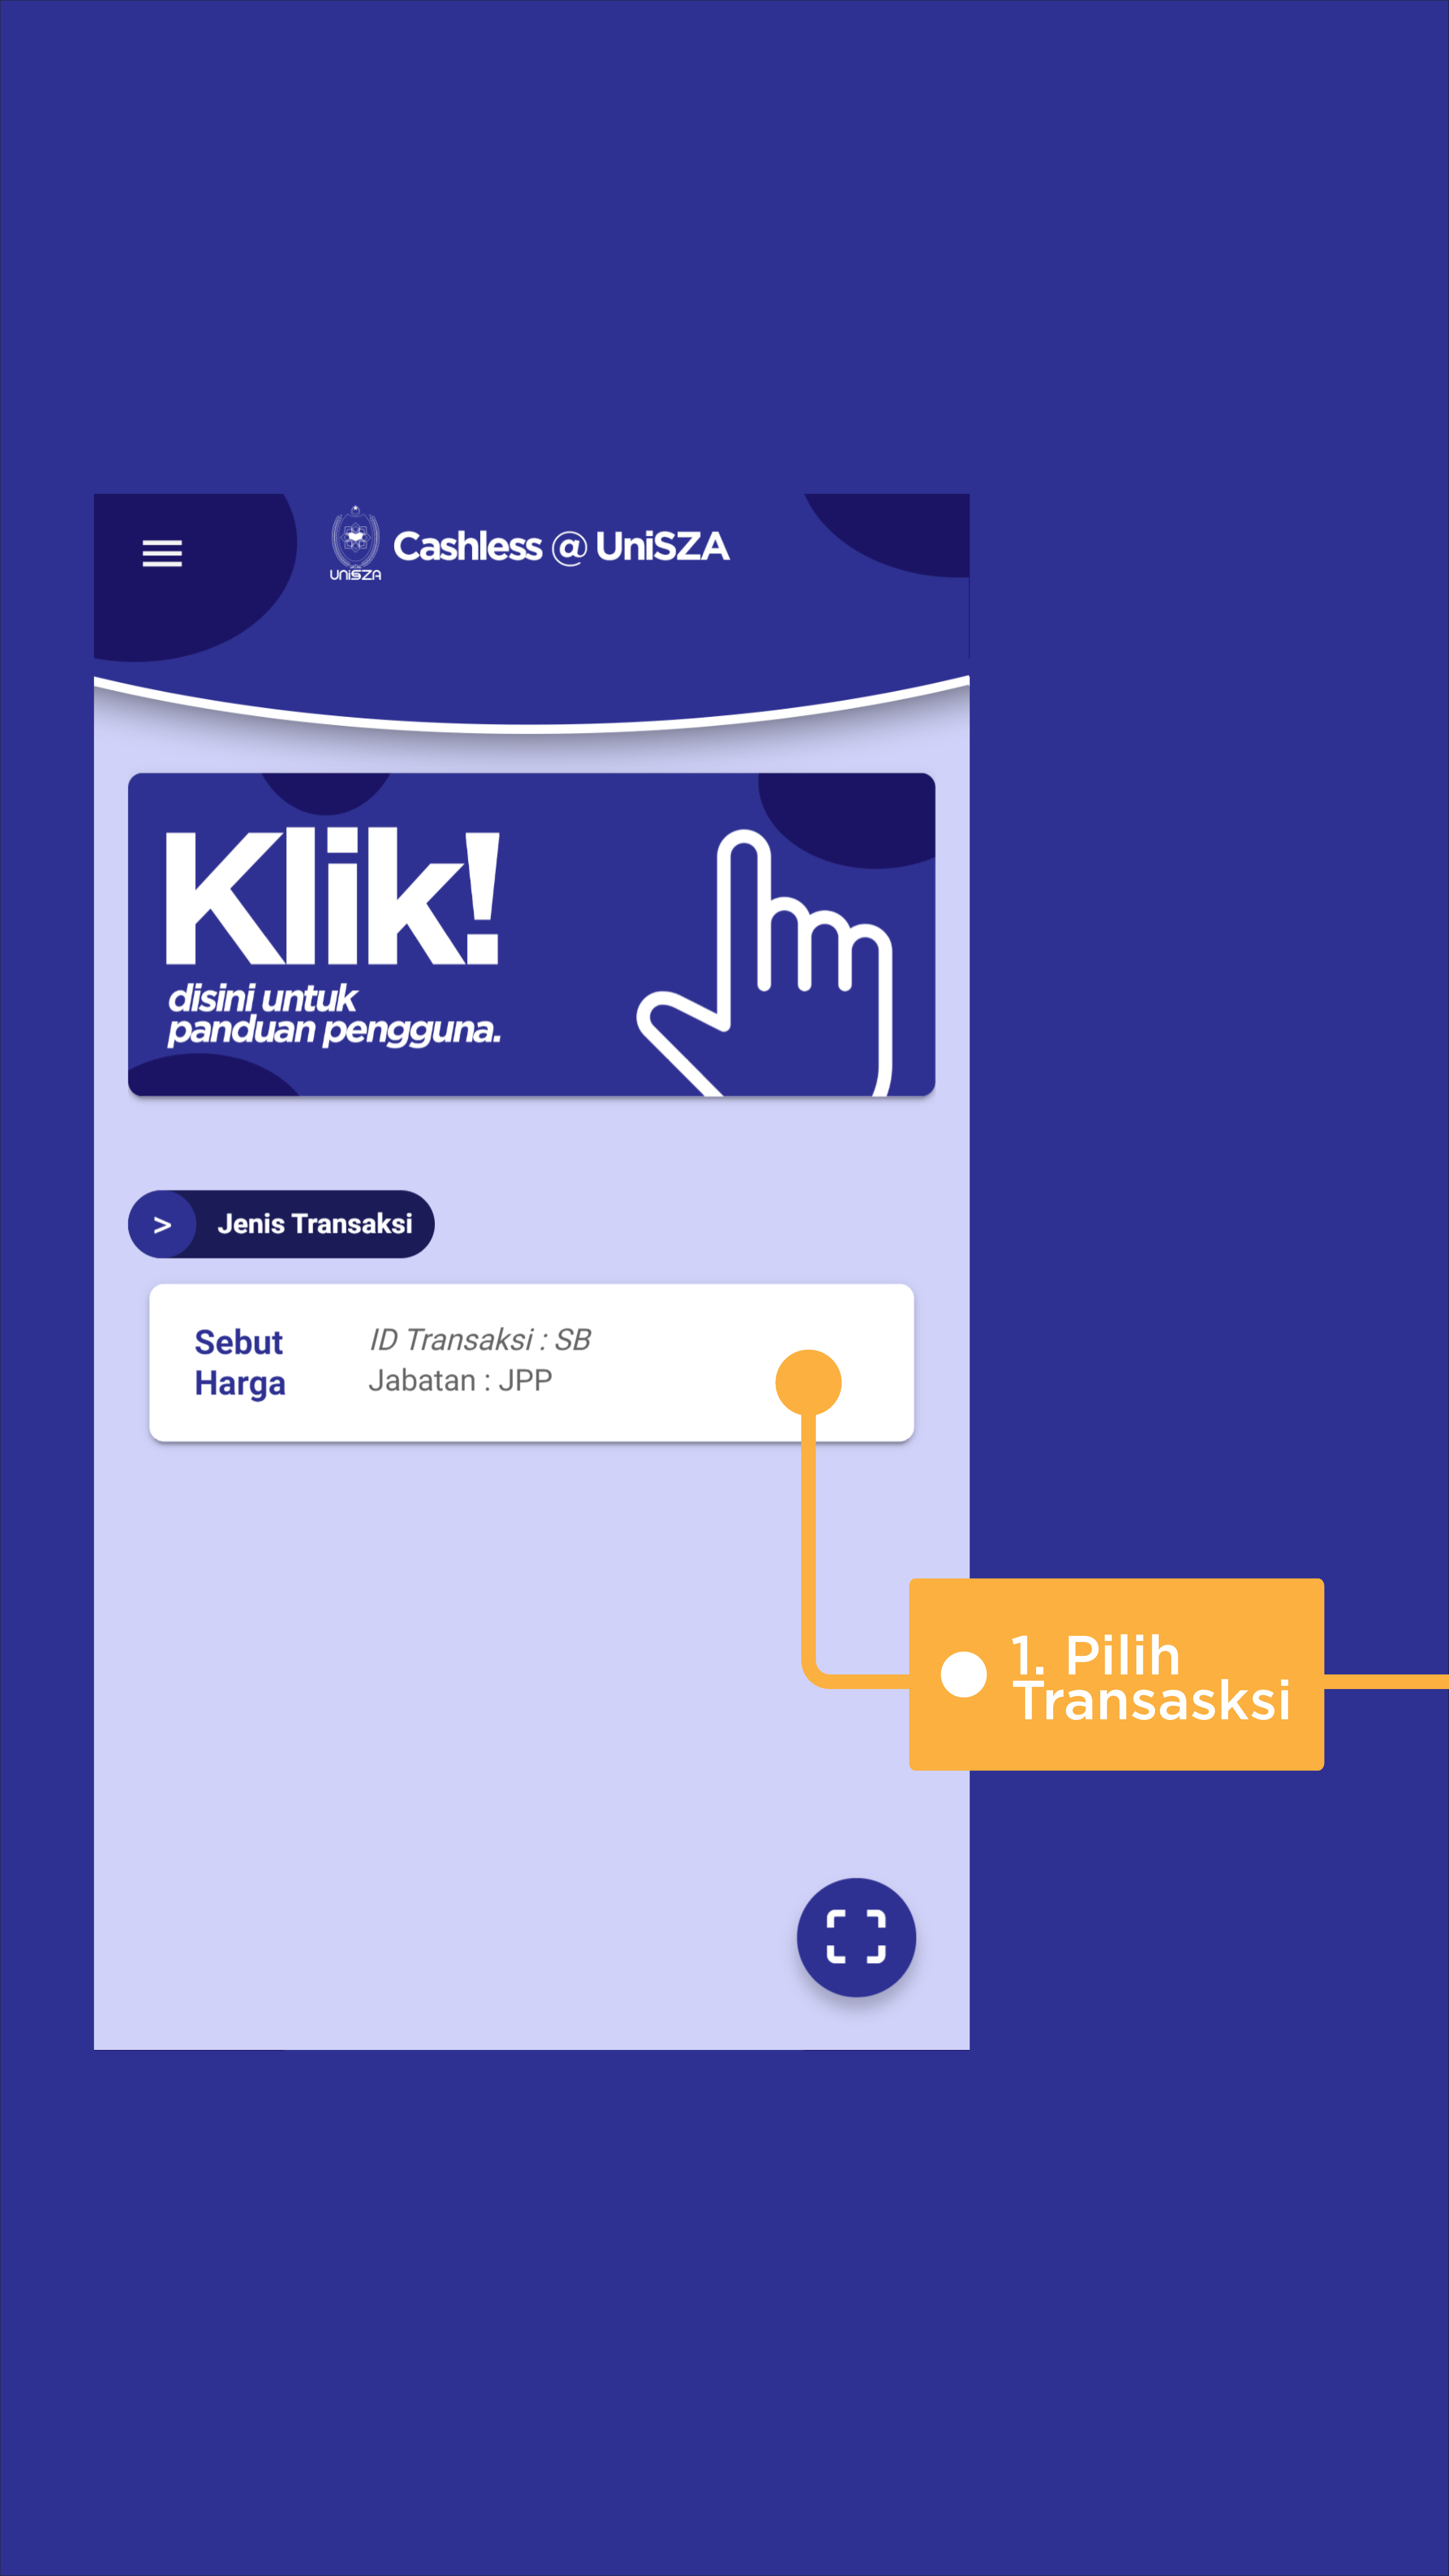 UniSZA
Cashless @ UniSZA
Klik!
disini untuk
panduan pengguna.
> Jenis Transaksi
Sebut
Harga
ID Transaksi : SB
Jabatan : JPP
1. Pilih
Transasksi